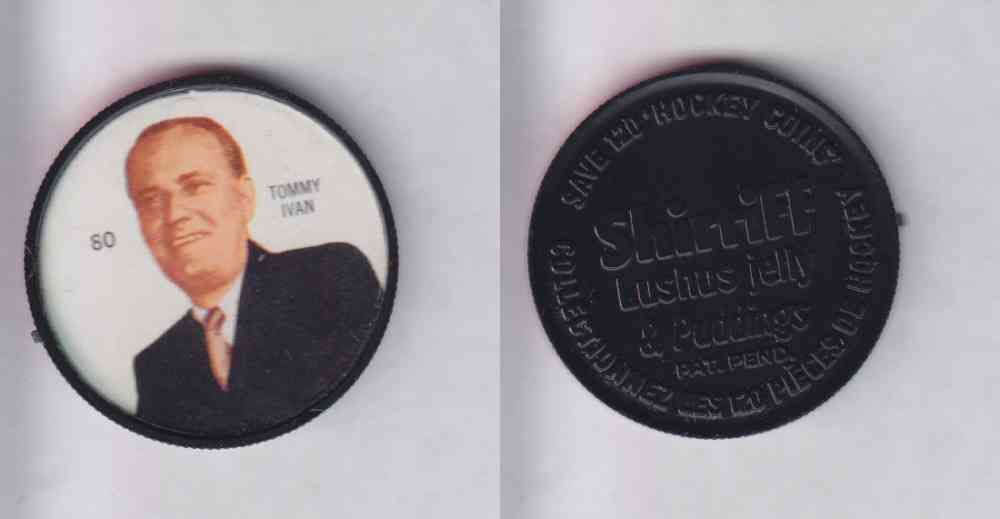 80
TOMMY
IVAN
SAVE 120 · HOCKEY COINS
Shirriff
Lushus jelly
& Puddings
PAT. PEND.
COLLECTIONNEZ LES 120 PIÈCES DE HOCKEY